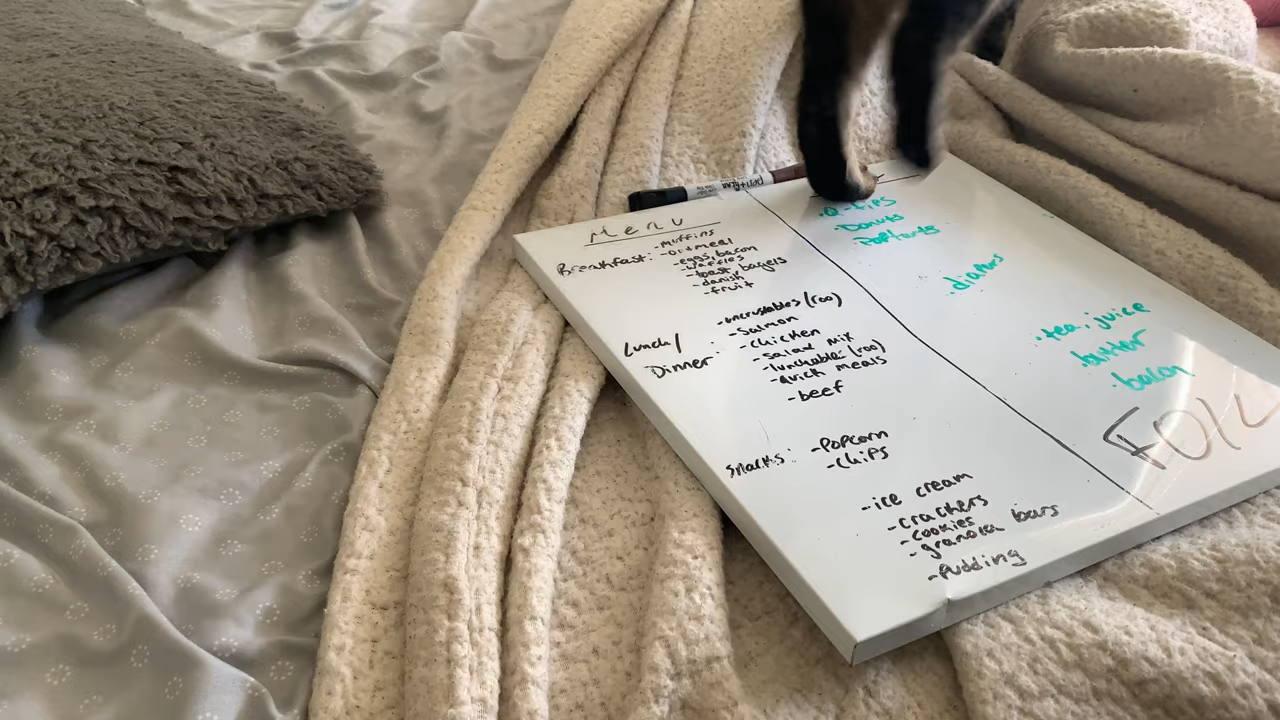 Menu
-Muffins
Breakfast: -oatmeal
-eggs, bacon
-waffles
-toast, bagels
-danish
-fruit
-uncrustables (roo)
Lunch/
Dinner:
-Salmon
-Chicken
-salad mix
-lunchables (roo)
-quick meals
-beef
Snacks: -Popcorn
-Chips
-ice cream
-crackers
-cookies
-granola bars
-Pudding
-Q-tips
-Donuts
-PopTarts
-diapers
-tea, juice
-butter
-bacon